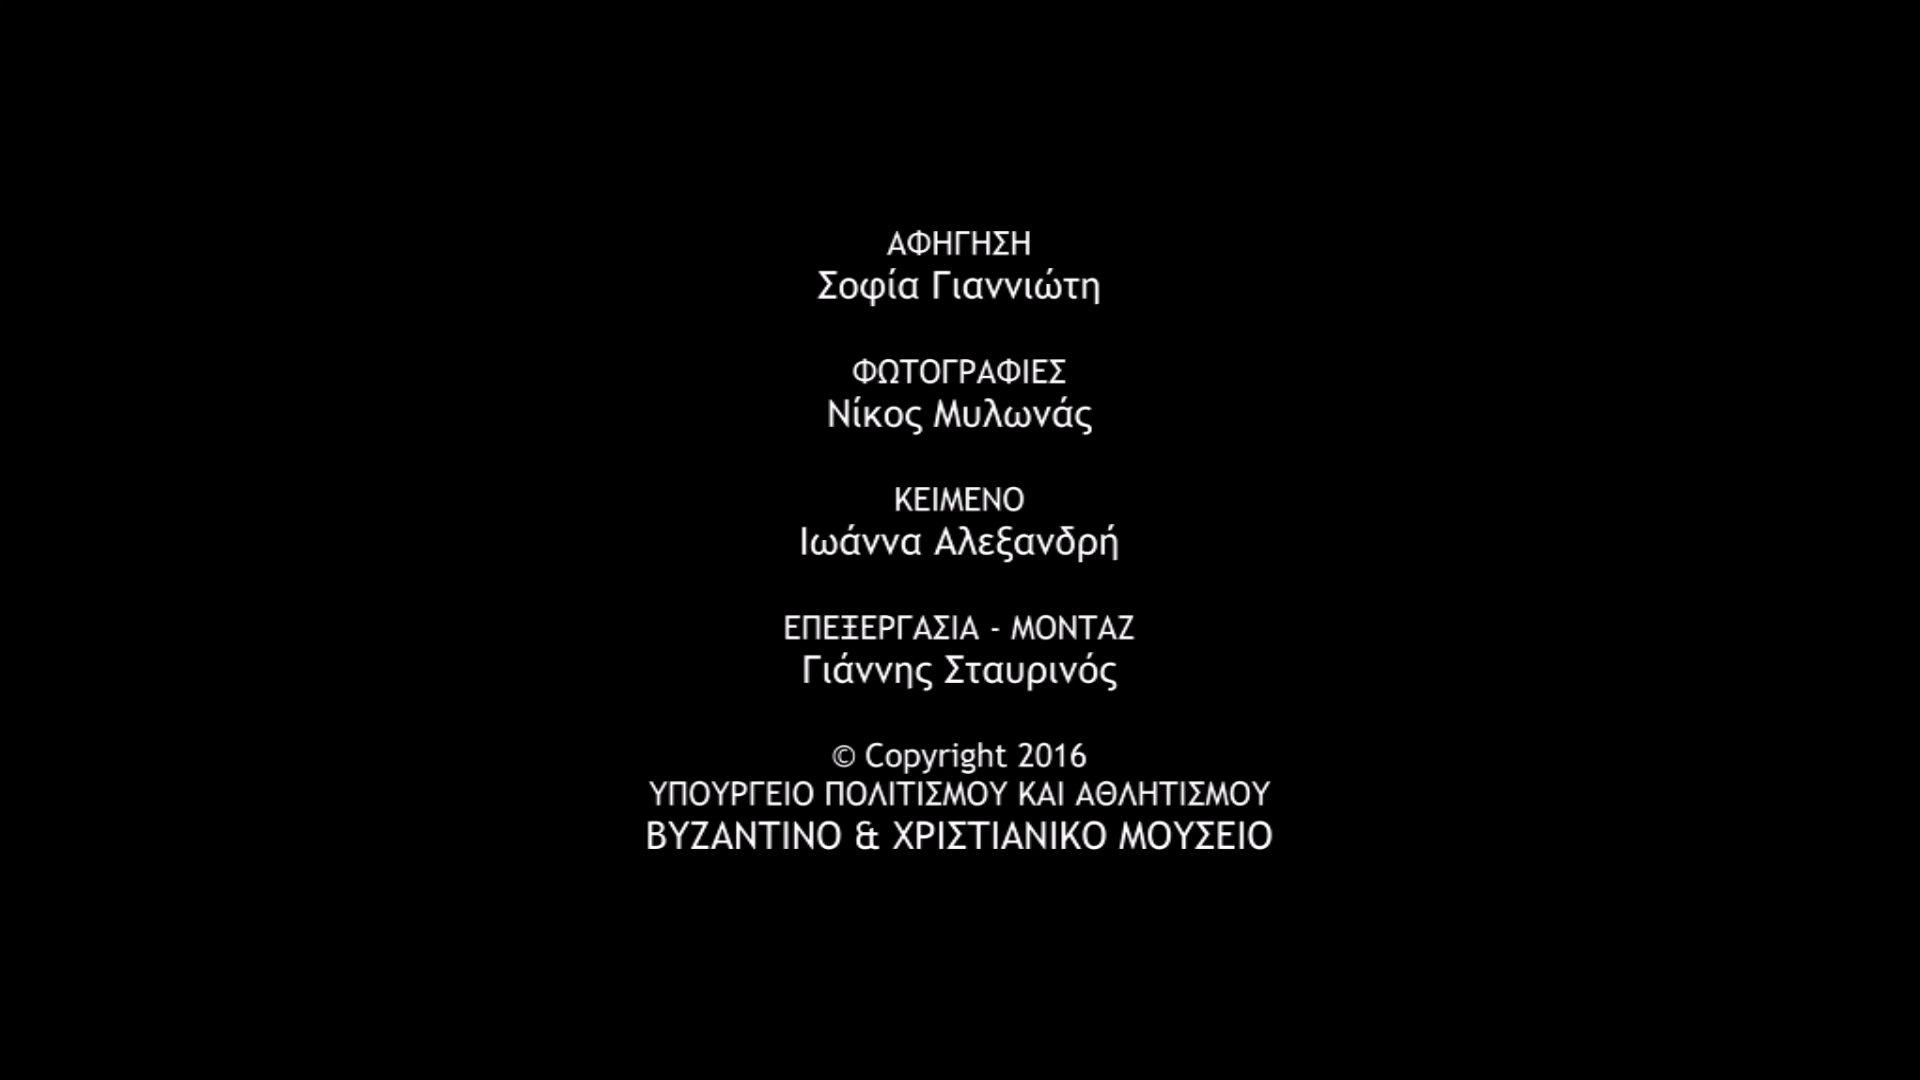 ΑΦΗΓΗΣΗ
Σοφία Γιαννιώτη
ΦΩΤΟΓΡΑΦΙΕΣ
Νίκος Μυλωνάς
ΚΕΙΜΕΝΟ
Ιωάννα Αλεξανδρή
ΕΠΕΞΕΡΓΑΣΙΑ - ΜΟΝΤΑΖ
Γιάννης Σταυρινός
© Copyright 2016
ΥΠΟΥΡΓΕΙΟ ΠΟΛΙΤΙΣΜΟΥ ΚΑΙ ΑΘΛΗΤΙΣΜΟΥ
ΒΥΖΑΝΤΙΝΟ & ΧΡΙΣΤΙΑΝΙΚΟ ΜΟΥΣΕΙΟ